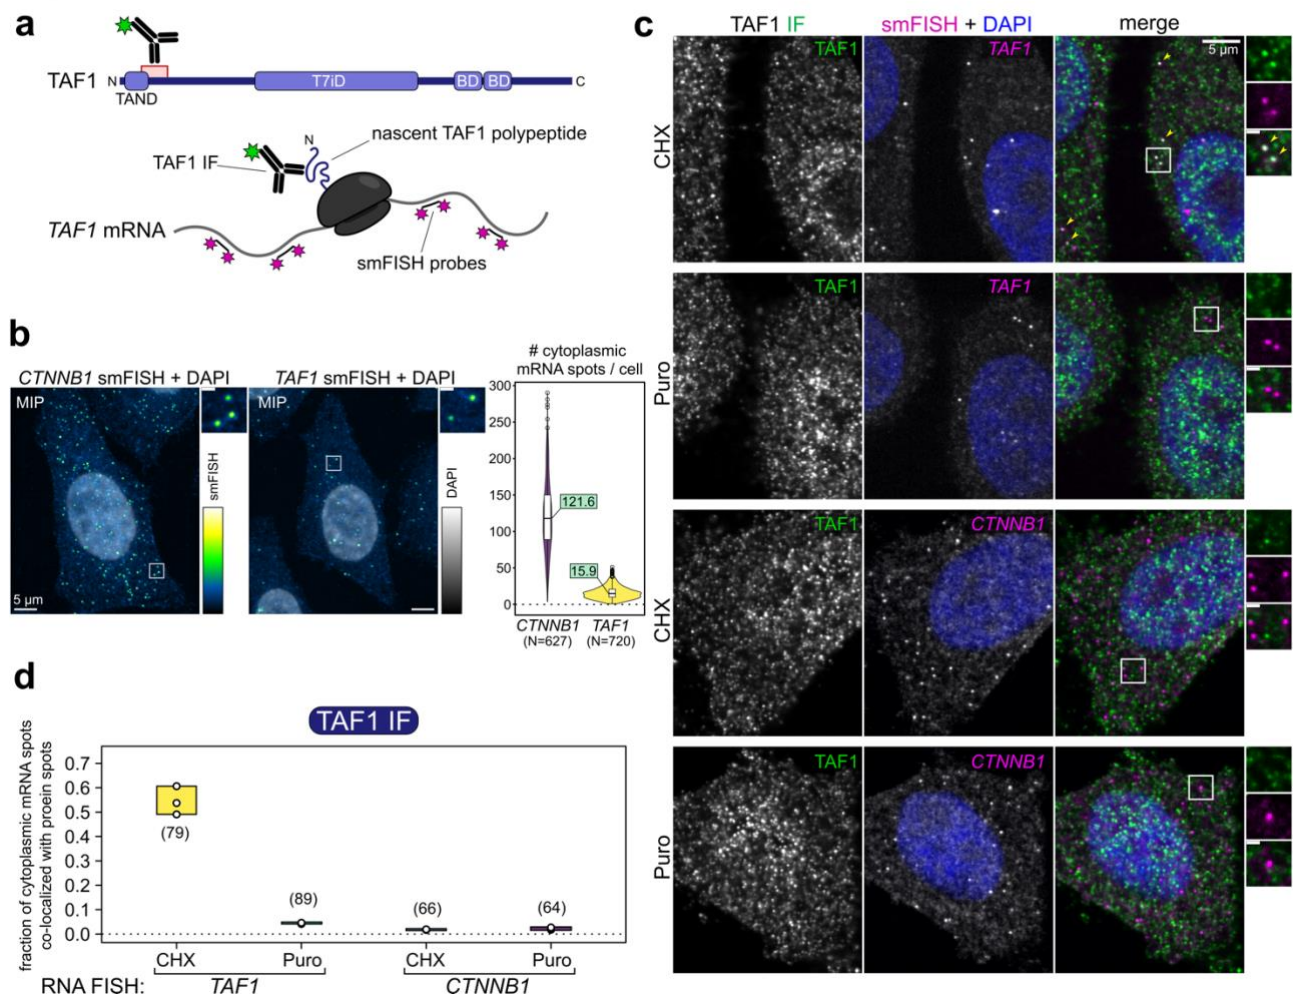 a
TAF1 N TAND T7iD BD BD C
nascent TAF1 polypeptide
N
TAF1 IF
TAF1 mRNA
smFISH probes
b
CTNNB1 smFISH + DAPI
MIP
5 µm
smFISH
TAF1 smFISH + DAPI
MIP
DAPI
# cytoplasmic
mRNA spots / cell
300
250
200
150
100
50
0
121.6
15.9
CTNNB1
(N=627)
TAF1
(N=720)
c
TAF1 IF
smFISH + DAPI
merge
CHX
TAF1
TAF1
5 µm
Puro
TAF1
TAF1
CHX
TAF1
CTNNB1
Puro
TAF1
CTNNB1
d
TAF1 IF
fraction of cytoplasmic mRNA spots
co-localized with proein spots
0.7
0.6
0.5
0.4
0.3
0.2
0.1
0.0
(79)
(89)
(66)
(64)
CHX
Puro
CHX
Puro
RNA FISH:
TAF1
CTNNB1